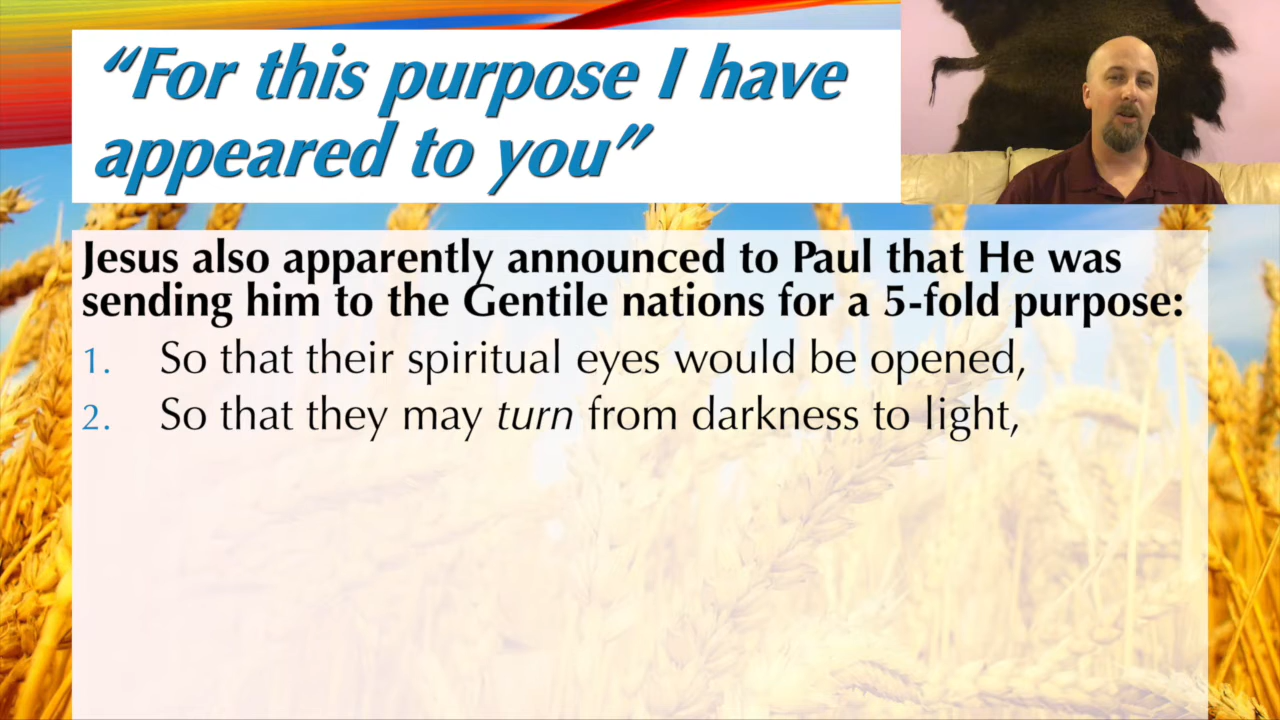 “For this purpose I have
appeared to you”
Jesus also apparently announced to Paul that He was
sending him to the Gentile nations for a 5-fold purpose:
1. So that their spiritual eyes would be opened,
2. So that they may turn from darkness to light,